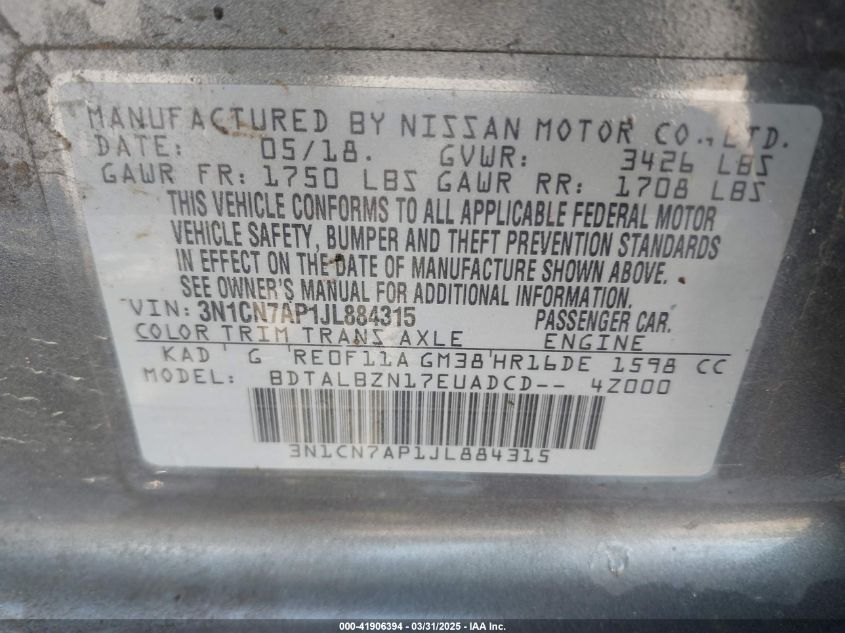 MANUFACTURED BY NISSAN MOTOR CO., LTD.
DATE: 05/18. GVWR: 3426 LBS
GAWR FR: 1750 LBS GAWR RR: 1708 LBS
THIS VEHICLE CONFORMS TO ALL APPLICABLE FEDERAL MOTOR
VEHICLE SAFETY, BUMPER AND THEFT PREVENTION STANDARDS
IN EFFECT ON THE DATE OF MANUFACTURE SHOWN ABOVE.
SEE OWNER'S MANUAL FOR ADDITIONAL INFORMATION.
VIN: 3N1CN7AP1JL884315 PASSENGER CAR.
COLOR TRIM TRANS AXLE ENGINE
KAD G RE0F11A GM38 HR16DE 1598 CC
MODEL: BDTALBZN17EUADCD-- 4Z000
3N1CN7AP1JL884315
000-41906394 - 03/31/2025 - IAA Inc.